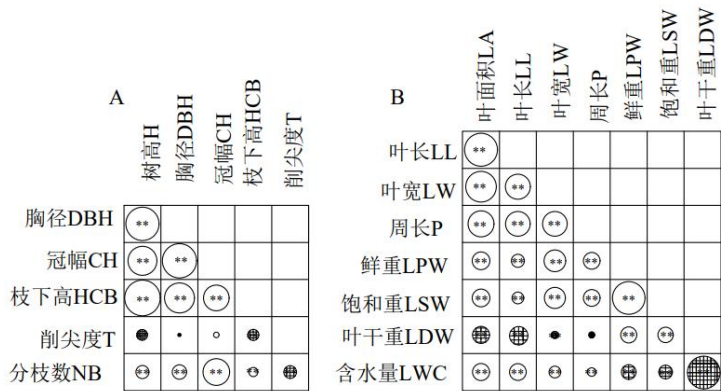 A
树高H
胸径DBH
冠幅CH
枝下高HCB
削尖度T
胸径DBH
**
冠幅CH
** **
枝下高HCB
** ** **
削尖度T
分枝数NB
** ** ** **
B
叶面积LA
叶长LL
叶宽LW
周长P
鲜重LPW
饱和重LSW
叶干重LDW
叶长LL
**
叶宽LW
** **
周长P
** ** **
鲜重LPW
** ** ** **
饱和重LSW
** ** ** ** **
叶干重LDW
** ** ** **
含水量LWC
** ** ** ** **